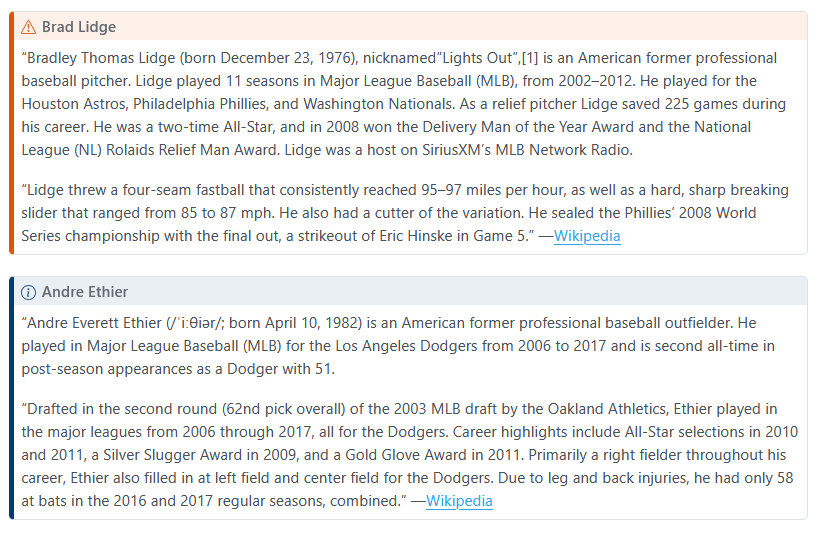 Brad Lidge
“Bradley Thomas Lidge (born December 23, 1976), nicknamed“Lights Out”,[1] is an American former professional
baseball pitcher. Lidge played 11 seasons in Major League Baseball (MLB), from 2002–2012. He played for the
Houston Astros, Philadelphia Phillies, and Washington Nationals. As a relief pitcher Lidge saved 225 games during
his career. He was a two-time All-Star, and in 2008 won the Delivery Man of the Year Award and the National
League (NL) Rolaids Relief Man Award. Lidge was a host on SiriusXM’s MLB Network Radio.
“Lidge threw a four-seam fastball that consistently reached 95–97 miles per hour, as well as a hard, sharp breaking
slider that ranged from 85 to 87 mph. He also had a cutter of the variation. He sealed the Phillies’ 2008 World
Series championship with the final out, a strikeout of Eric Hinske in Game 5.” —Wikipedia
Andre Ethier
“Andre Everett Ethier (/ˈiːθiər/; born April 10, 1982) is an American former professional baseball outfielder. He
played in Major League Baseball (MLB) for the Los Angeles Dodgers from 2006 to 2017 and is second all-time in
post-season appearances as a Dodger with 51.
“Drafted in the second round (62nd pick overall) of the 2003 MLB draft by the Oakland Athletics, Ethier played in
the major leagues from 2006 through 2017, all for the Dodgers. Career highlights include All-Star selections in 2010
and 2011, a Silver Slugger Award in 2009, and a Gold Glove Award in 2011. Primarily a right fielder throughout his
career, Ethier also filled in at left field and center field for the Dodgers. Due to leg and back injuries, he had only 58
at bats in the 2016 and 2017 regular seasons, combined.” —Wikipedia